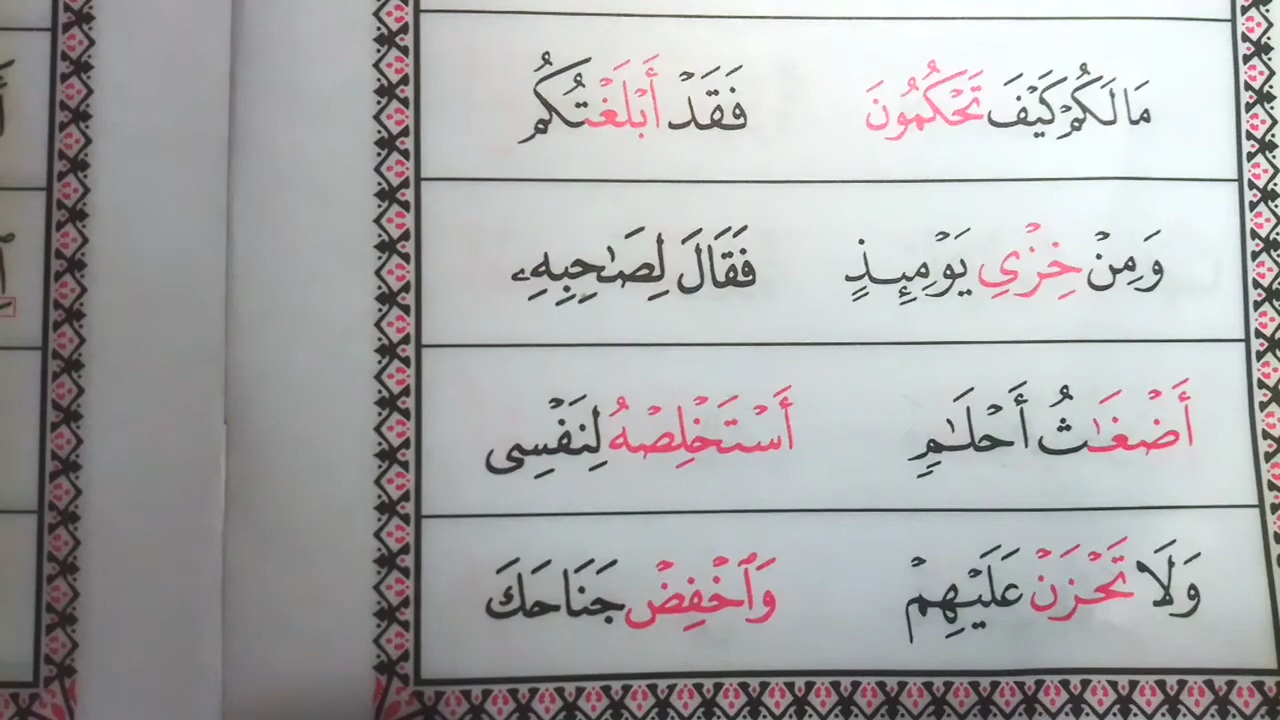 مَا لَكُمۡ كَيۡفَ تَحۡكُمُونَ فَقَدۡ أَبۡلَغۡتُكُم
وَمِنۡ خِزۡيِ يَوۡمِئِذٍ فَقَالَ لِصَٰحِبِهِۦ
أَضۡغَٰثُ أَحۡلَٰمٖ أَسۡتَخۡلِصۡهُ لِنَفۡسِي
وَلَا تَحۡزَنۡ عَلَيۡهِمۡ وَٱخۡفِضۡ جَنَاحَكَ